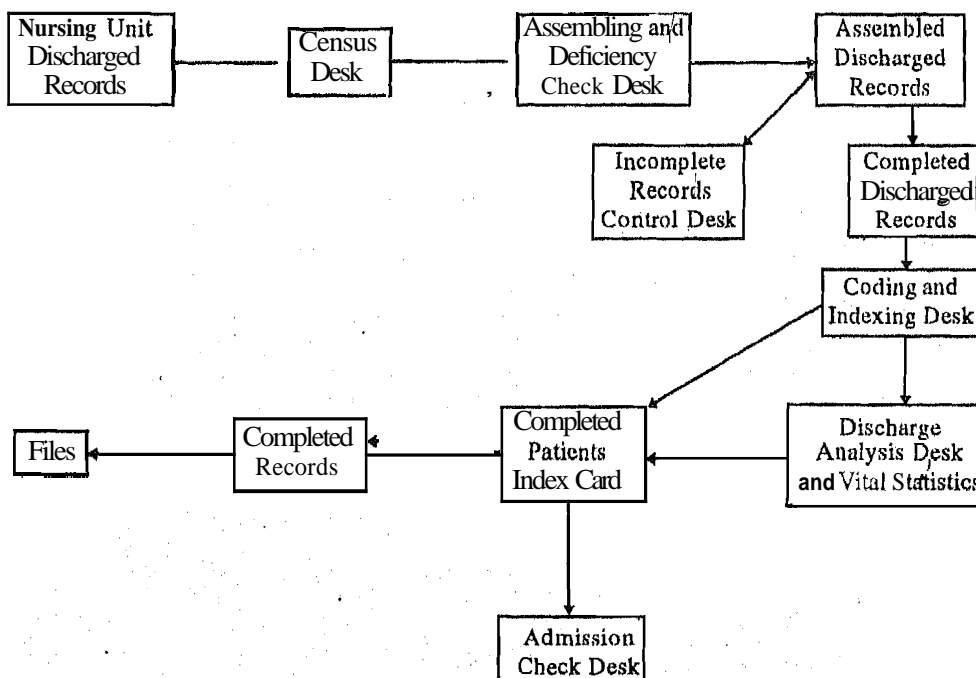 Nursing Unit
Discharged
Records
Census
Desk
Assembling and
Deficiency
Check Desk
Assembled
Discharged
Records
Incomplete
Records
Control Desk
Completed
Discharged
Records
Coding and
Indexing Desk
Files
Completed
Records
Completed
Patients
Index Card
Discharge
Analysis Desk
and Vital Statistics
Admission
Check Desk